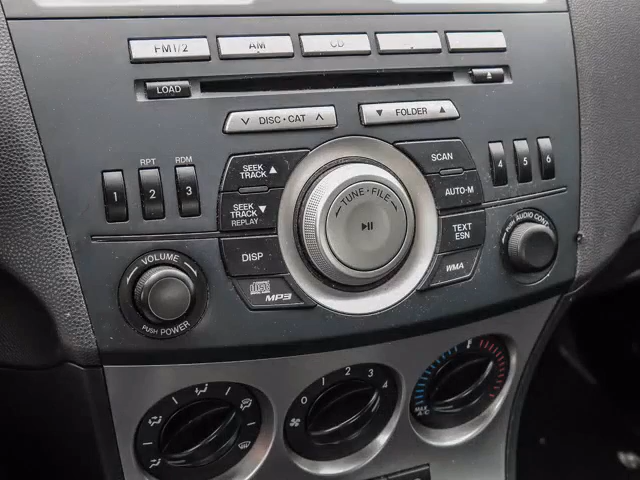 FM1/2
AM
CD
LOAD
DISC·CAT
FOLDER
SEEK
TRACK
SCAN
RPT
RDM
1
2
3
4
5
6
TUNE·FILE
AUTO-M
SEEK
TRACK
REPLAY
TEXT
ESN
DISP
WMA
MP3
VOLUME
PUSH POWER
PUSH AUDIO CONT
0
1
2
3
4
MAX
A/C